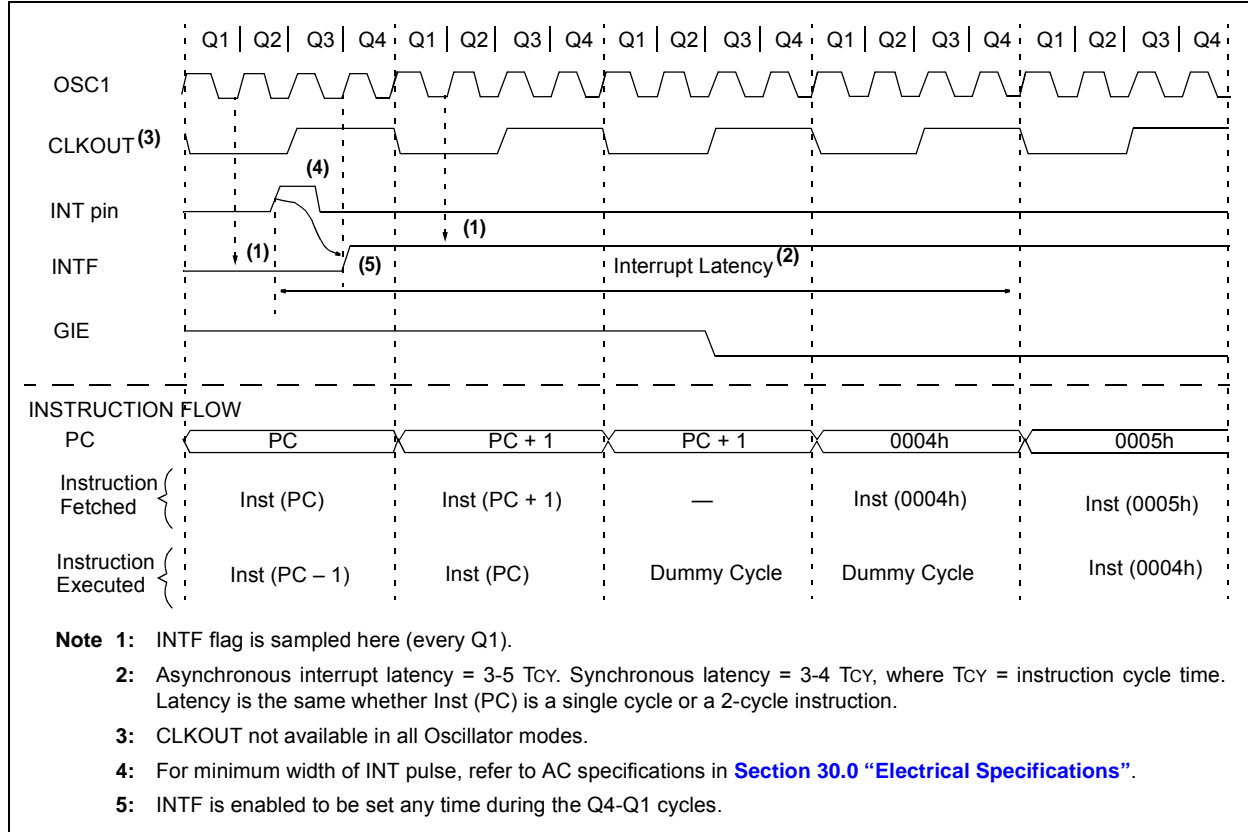 Q1 | Q2 | Q3 | Q4 Q1 | Q2 | Q3 | Q4 Q1 | Q2 | Q3 | Q4 Q1 | Q2 | Q3 | Q4 Q1 | Q2 | Q3 | Q4
OSC1
CLKOUT (3)
(4)
INT pin
(1)
(1)
INTF
(5)
Interrupt Latency (2)
GIE
INSTRUCTION FLOW
PC PC PC + 1 PC + 1 0004h 0005h
Instruction
Fetched
Inst (PC) Inst (PC + 1) — Inst (0004h) Inst (0005h)
Instruction
Executed
Inst (PC – 1) Inst (PC) Dummy Cycle Dummy Cycle Inst (0004h)
Note 1: INTF flag is sampled here (every Q1).
2: Asynchronous interrupt latency = 3-5 TCY. Synchronous latency = 3-4 TCY, where TCY = instruction cycle time.
Latency is the same whether Inst (PC) is a single cycle or a 2-cycle instruction.
3: CLKOUT not available in all Oscillator modes.
4: For minimum width of INT pulse, refer to AC specifications in Section 30.0 “Electrical Specifications”.
5: INTF is enabled to be set any time during the Q4-Q1 cycles.